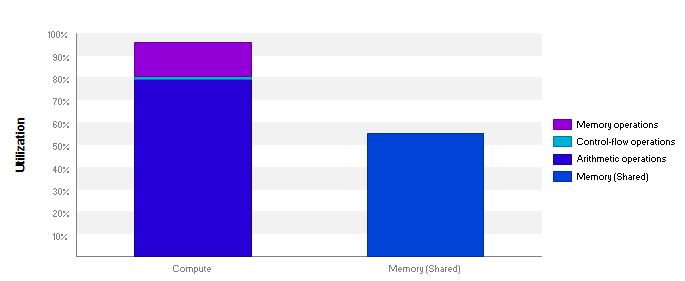 100%
90%
80%
70%
60%
50%
40%
30%
20%
10%
Utilization
Compute
Memory (Shared)
Memory operations
Control-flow operations
Arithmetic operations
Memory (Shared)